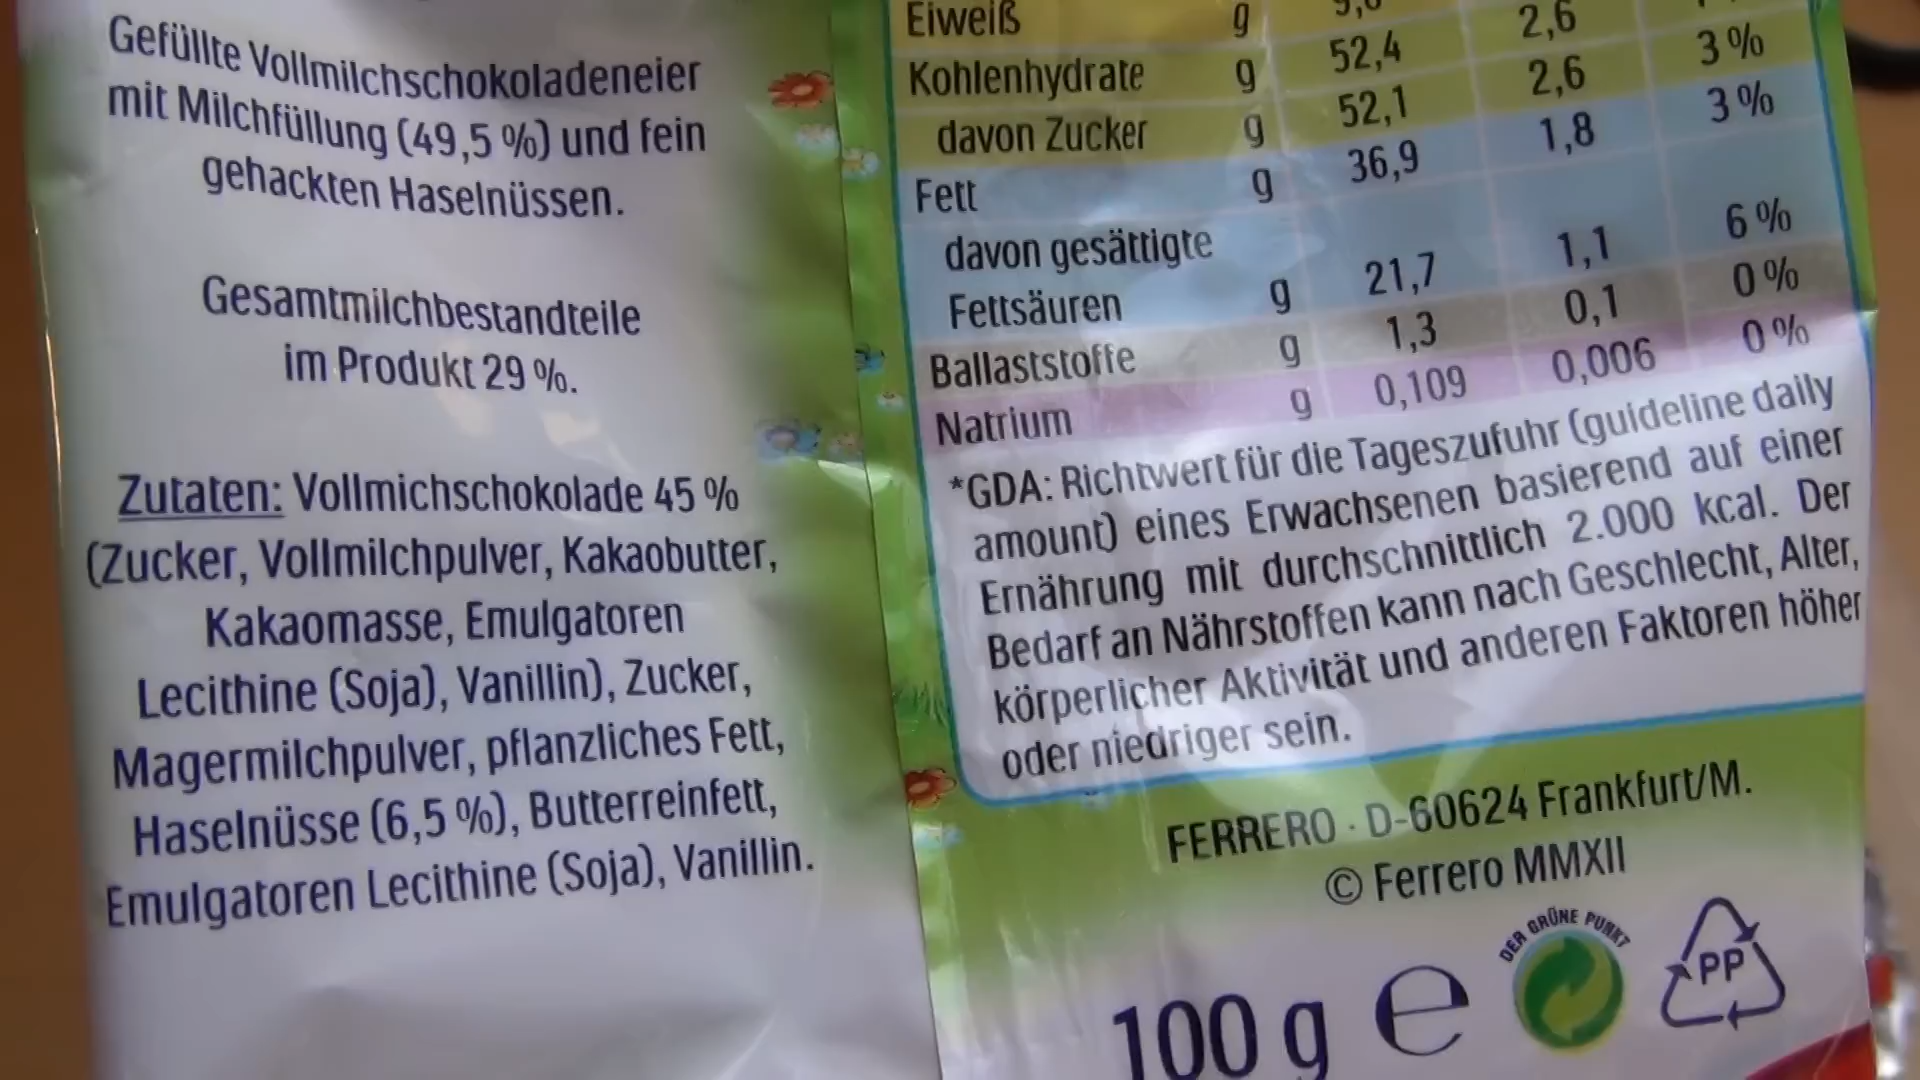 Gefüllte Vollmilchschokoladeneier
mit Milchfüllung (49,5 %) und fein
gehackten Haselnüssen.
Gesamtmilchbestandteile
im Produkt 29 %.
Zutaten: Vollmichschokolade 45 %
(Zucker, Vollmilchpulver, Kakaobutter,
Kakaomasse, Emulgatoren
Lecithine (Soja), Vanillin), Zucker,
Magermilchpulver, pflanzliches Fett,
Haselnüsse (6,5 %), Butterreinfett,
Emulgatoren Lecithine (Soja), Vanillin.
Eiweiß g
Kohlenhydrate g 52,4 2,6 3 %
davon Zucker g 52,1 2,6 3 %
Fett g 36,9 1,8
davon gesättigte
Fettsäuren g 21,7 1,1 6 %
Ballaststoffe g 1,3 0,1 0 %
Natrium g 0,109 0,006 0 %
*GDA: Richtwert für die Tageszufuhr (guideline daily
amount) eines Erwachsenen basierend auf einer
Ernährung mit durchschnittlich 2.000 kcal. Der
Bedarf an Nährstoffen kann nach Geschlecht, Alter,
körperlicher Aktivität und anderen Faktoren höher
oder niedriger sein.
FERRERO · D-60624 Frankfurt/M.
© Ferrero MMXII
DER GRÜNE PUNKT
PP
100 g e